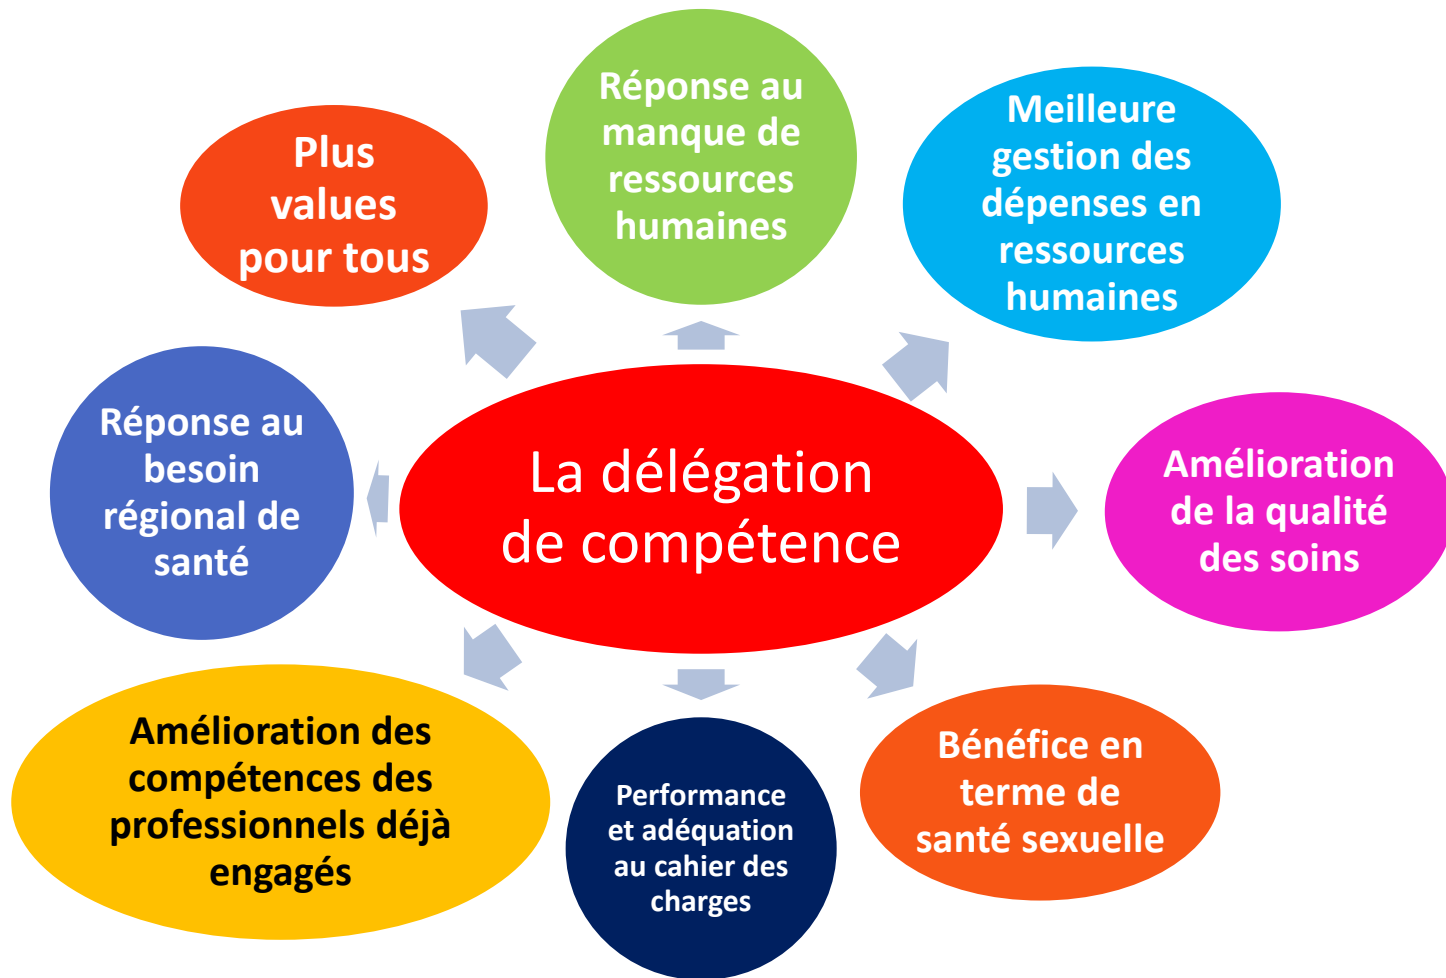 Réponse au
manque de
ressources
humaines
Meilleure
gestion des
dépenses en
ressources
humaines
Plus
values
pour tous
Réponse au
besoin
régional de
santé
La délégation
de compétence
Amélioration
de la qualité
des soins
Amélioration des
compétences des
professionnels déjà
engagés
Performance
et adéquation
au cahier des
charges
Bénéfice en
terme de
santé sexuelle